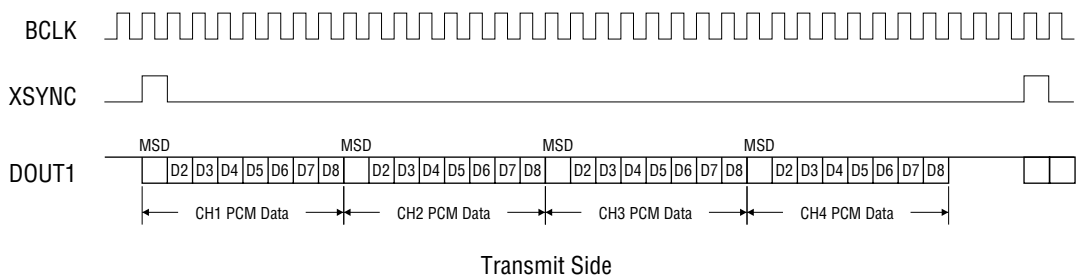 BCLK
XSYNC
MSD MSD MSD MSD
DOUT1 D2 D3 D4 D5 D6 D7 D8 D2 D3 D4 D5 D6 D7 D8 D2 D3 D4 D5 D6 D7 D8 D2 D3 D4 D5 D6 D7 D8
CH1 PCM Data CH2 PCM Data CH3 PCM Data CH4 PCM Data
Transmit Side